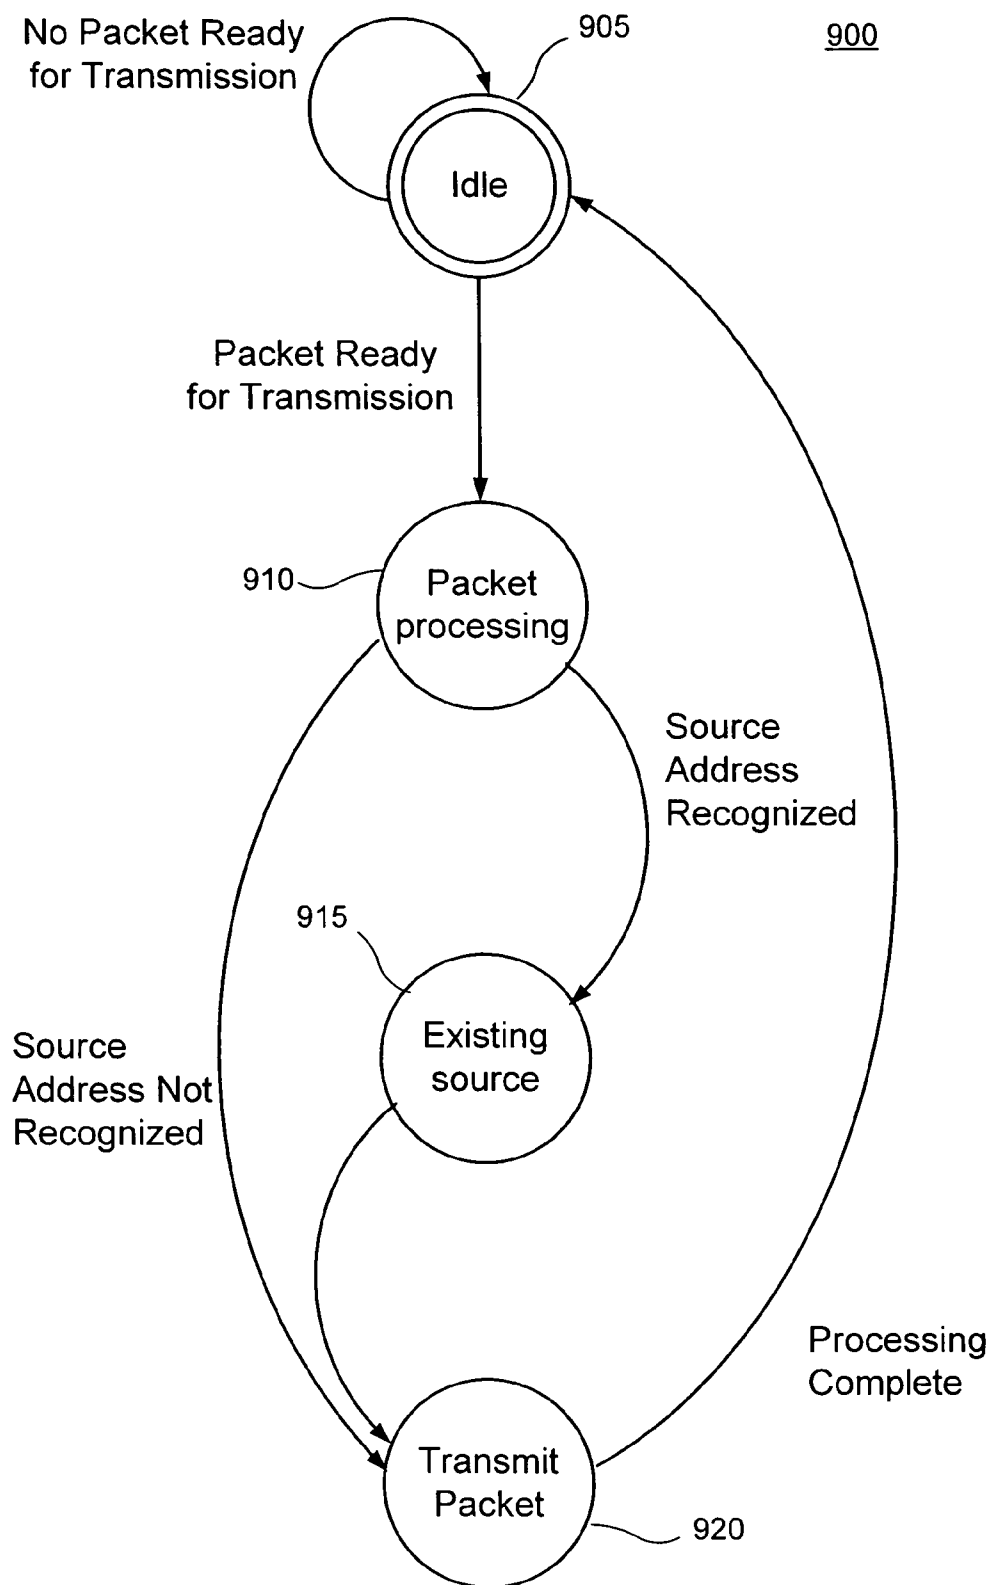 No Packet Ready
for Transmission
905
900
Idle
Packet Ready
for Transmission
910
Packet
processing
Source
Address
Recognized
915
Existing
source
Source
Address Not
Recognized
Processing
Complete
Transmit
Packet
920